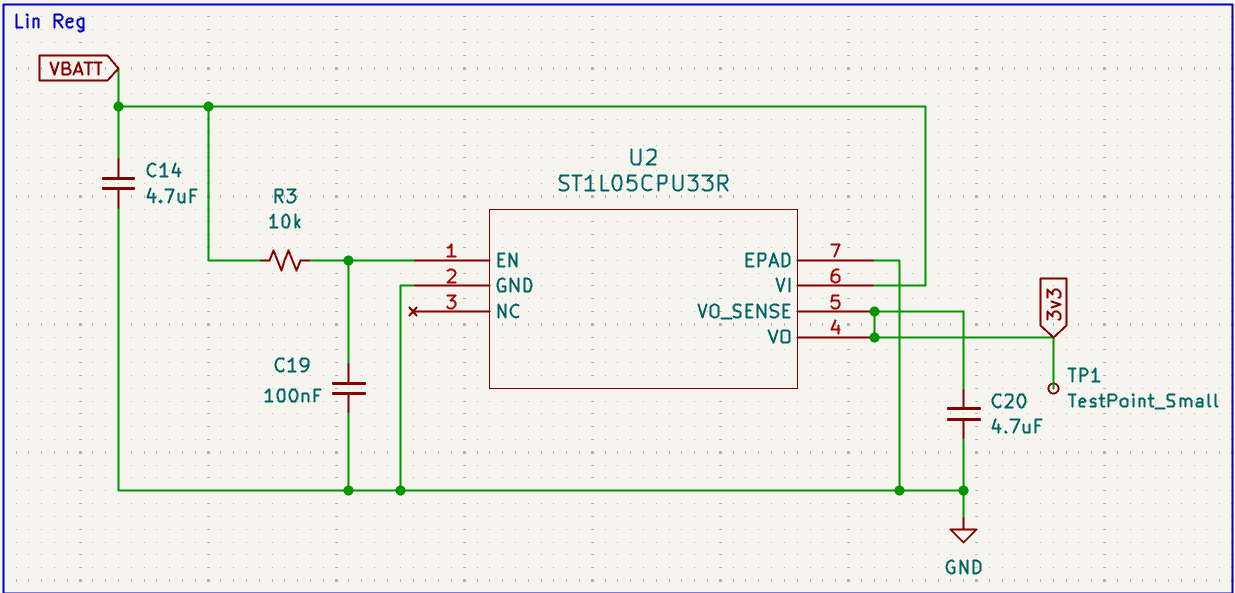 Lin Reg
VBATT
C14
4.7uF
R3
10k
U2
ST1L05CPU33R
1
EN
2
GND
3
NC
EPAD
7
VI
6
VO_SENSE
5
VO
4
3v3
C19
100nF
TP1
TestPoint_Small
C20
4.7uF
GND